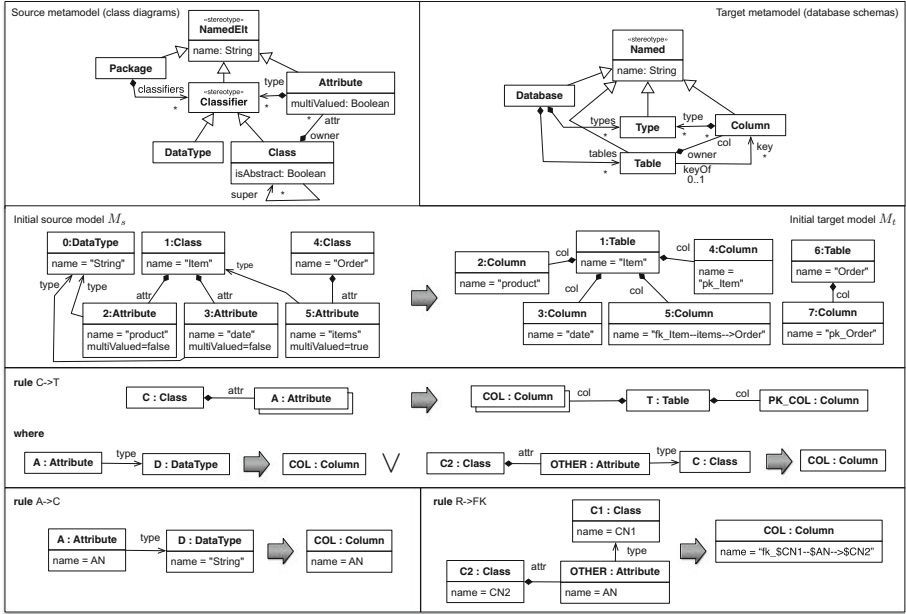 Source metamodel (class diagrams)
«stereotype»
NamedElt
name: String
Package
classifiers
*
«stereotype»
Classifier
type
*
Attribute
multiValued: Boolean
*
attr
owner
DataType
Class
isAbstract: Boolean
super
*
Target metamodel (database schemas)
«stereotype»
Named
name: String
Database
types
*
Type
type
*
*
Column
col
owner
tables
*
Table
keyOf
0..1
key
*
Initial source model Ms
0:DataType
name = "String"
1:Class
name = "Item"
4:Class
name = "Order"
type
type
type
attr
attr
attr
2:Attribute
name = "product"
multiValued=false
3:Attribute
name = "date"
multiValued=false
5:Attribute
name = "items"
multiValued=true
Initial target model Mt
1:Table
name = "Item"
2:Column
name = "product"
4:Column
name =
"pk_Item"
6:Table
name = "Order"
col
col
col
col
col
3:Column
name = "date"
5:Column
name = "fk_Item--items-->Order"
7:Column
name = "pk_Order"
rule C->T
C : Class
attr
A : Attribute
COL : Column
col
T : Table
col
PK_COL : Column
where
A : Attribute
type
D : DataType
COL : Column
∨
C2 : Class
attr
OTHER : Attribute
type
C : Class
COL : Column
rule A->C
A : Attribute
name = AN
type
D : DataType
name = "String"
COL : Column
name = AN
rule R->FK
C1 : Class
name = CN1
type
C2 : Class
name = CN2
attr
OTHER : Attribute
name = AN
COL : Column
name = "fk_$CN1--$AN-->$CN2"